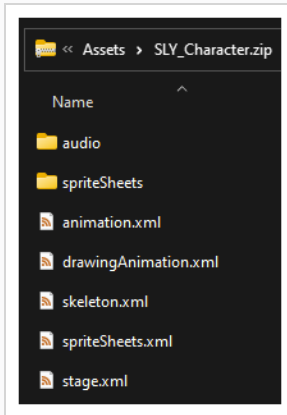 « Assets › SLY_Character.zip
Name
audio
spriteSheets
animation.xml
drawingAnimation.xml
skeleton.xml
spriteSheets.xml
stage.xml